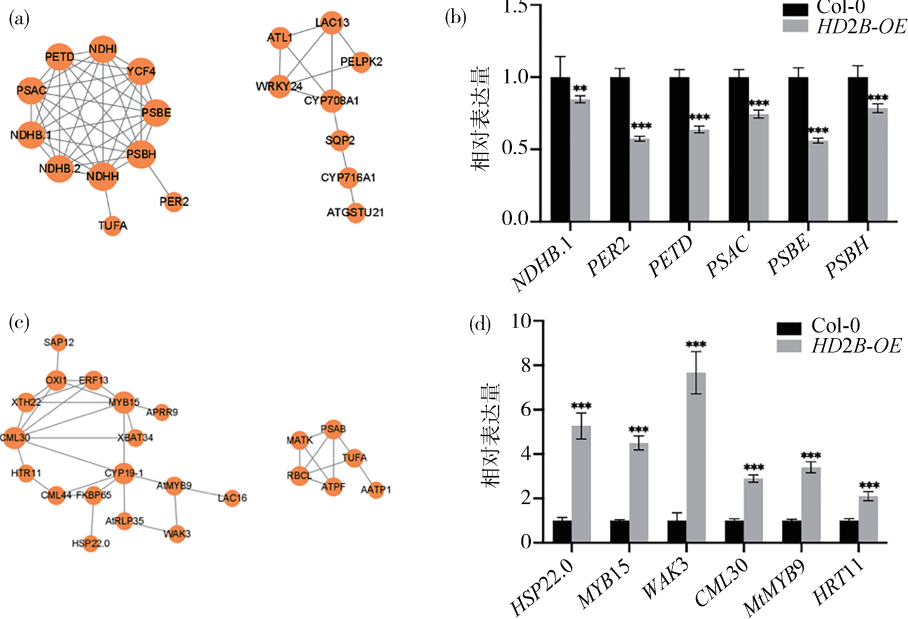 (a)
NDHI
PETD
YCF4
PSAC
PSBE
NDHB.1
PSBH
NDHB.2
NDHH
PER2
TUFA
LAC13
ATL1
PELPK2
WRKY24
CYP708A1
SQP2
CYP716A1
ATGSTU21
(b)
Col-0
HD2B-OE
相对表达量
1.5
1.0
0.5
0.0
**
***
***
***
***
***
NDHB.1
PER2
PETD
PSAC
PSBE
PSBH
(c)
SAP12
OXI1
ERF13
XTH22
MYB15
APRR9
CML30
XBAT34
HTR11
CYP19-1
CML44
FKBP65
AtMYB9
LAC16
AtRLP35
WAK3
HSP22.0
PSAB
MATK
TUFA
RBCL
ATPF
AATP1
(d)
Col-0
HD2B-OE
相对表达量
10
8
6
4
2
0
***
***
***
***
***
***
HSP22.0
MYB15
WAK3
CML30
MtMYB9
HRT11